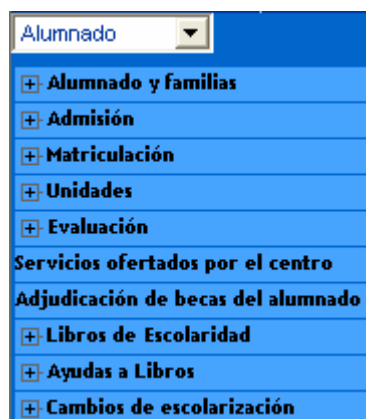 Alumnado
Alumnado y familias
Admisión
Matriculación
Unidades
Evaluación
Servicios ofertados por el centro
Adjudicación de becas del alumnado
Libros de Escolaridad
Ayudas a Libros
Cambios de escolarización